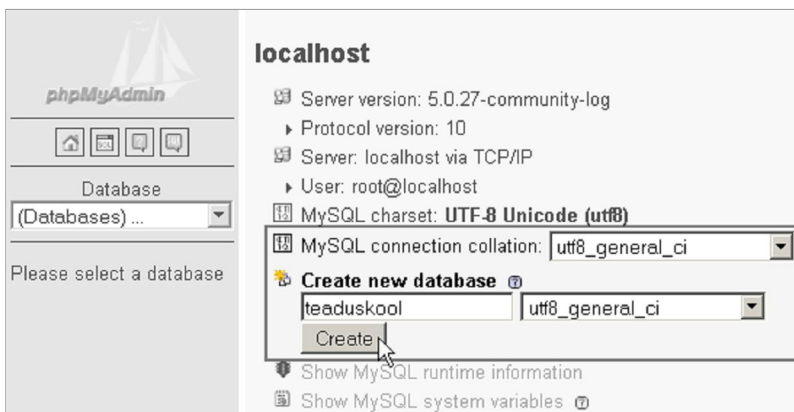 phpMyAdmin
Database
(Databases) ...
Please select a database
localhost
Server version: 5.0.27-community-log
Protocol version: 10
Server: localhost via TCP/IP
User: root@localhost
MySQL charset: UTF-8 Unicode (utf8)
MySQL connection collation: utf8_general_ci
Create new database
teaduskool utf8_general_ci
Create
Show MySQL runtime information
Show MySQL system variables